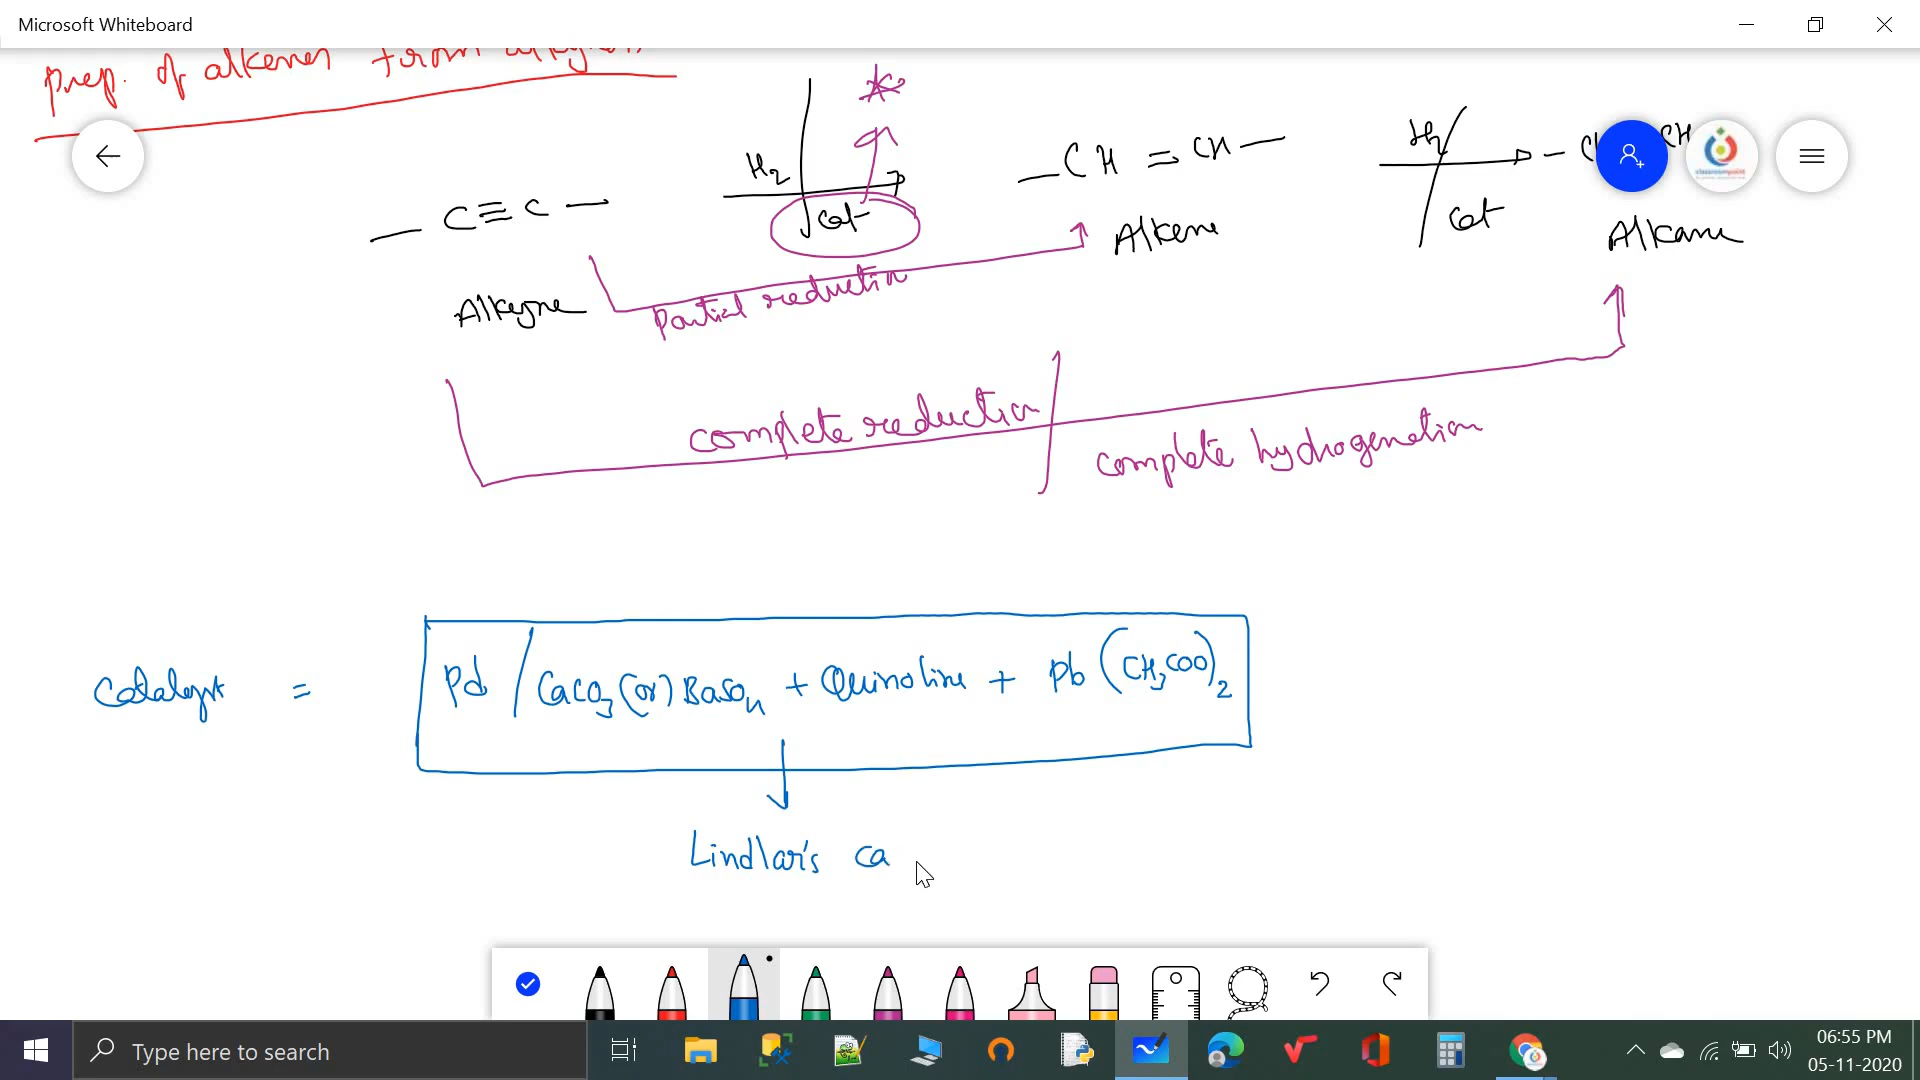 Microsoft Whiteboard
Prep. of alkenes from
— C≡C — H₂ Cat — CH = CH — H₂ Cat — CH
Alkyne Alkene Alkane
Partial reduction
complete reduction
complete hydrogenation
Catalyst = Pd / CaCO₃ (or) BaSO₄ + Quinoline + Pb (CH₃COO)₂
Lindlar's ca
Type here to search
06:55 PM
05-11-2020